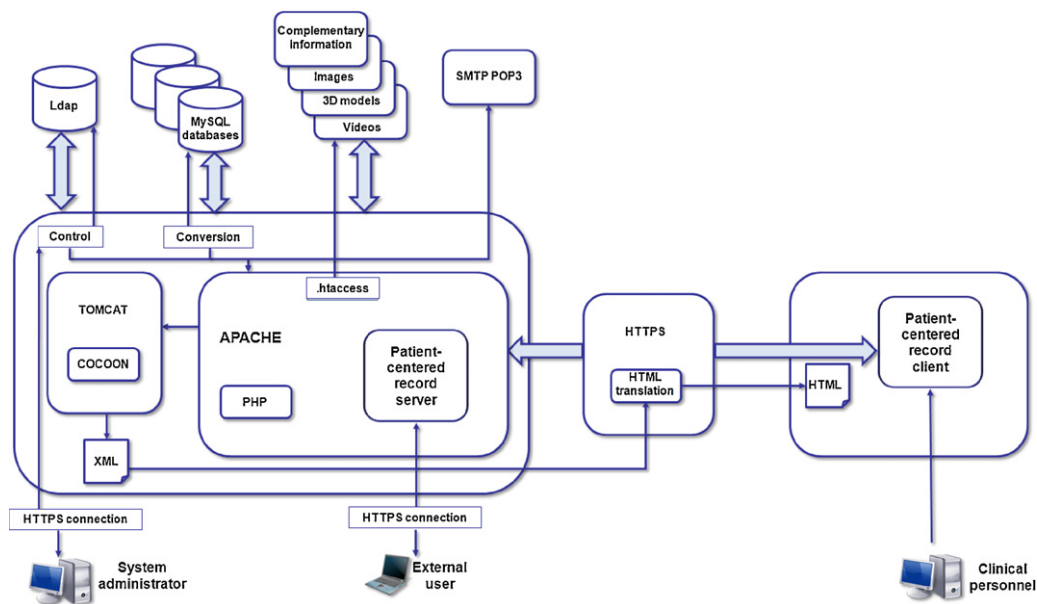 Complementary
information
Images
3D models
Videos
SMTP POP3
Ldap
MySQL
databases
Control
Conversion
.htaccess
TOMCAT
COCOON
APACHE
PHP
Patient-
centered
record
server
HTTPS
HTML
translation
HTML
Patient-
centered
record
client
XML
HTTPS connection
HTTPS connection
System
administrator
External
user
Clinical
personnel